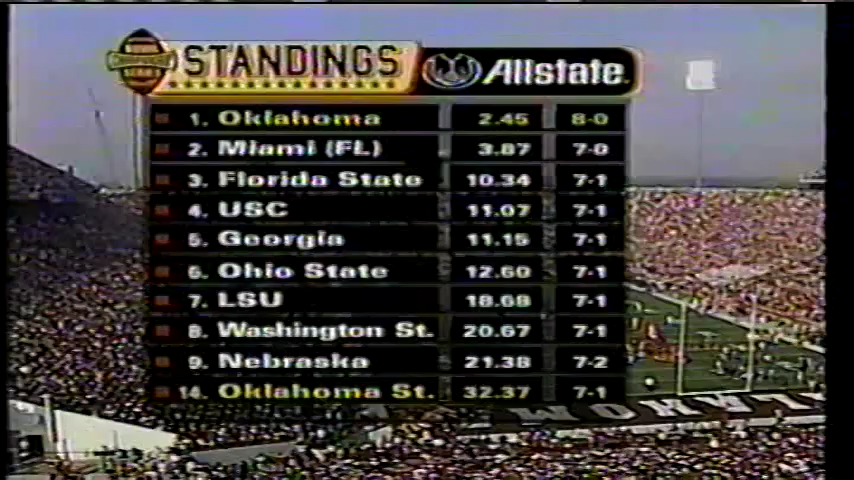 BOWL
CHAMPIONSHIP
SERIES
STANDINGS
Allstate.
1. Oklahoma 2.45 8-0
2. Miami (FL) 3.87 7-0
3. Florida State 10.34 7-1
4. USC 11.07 7-1
5. Georgia 11.15 7-1
6. Ohio State 12.60 7-1
7. LSU 18.68 7-1
8. Washington St. 20.67 7-1
9. Nebraska 21.38 7-2
14. Oklahoma St. 32.37 7-1